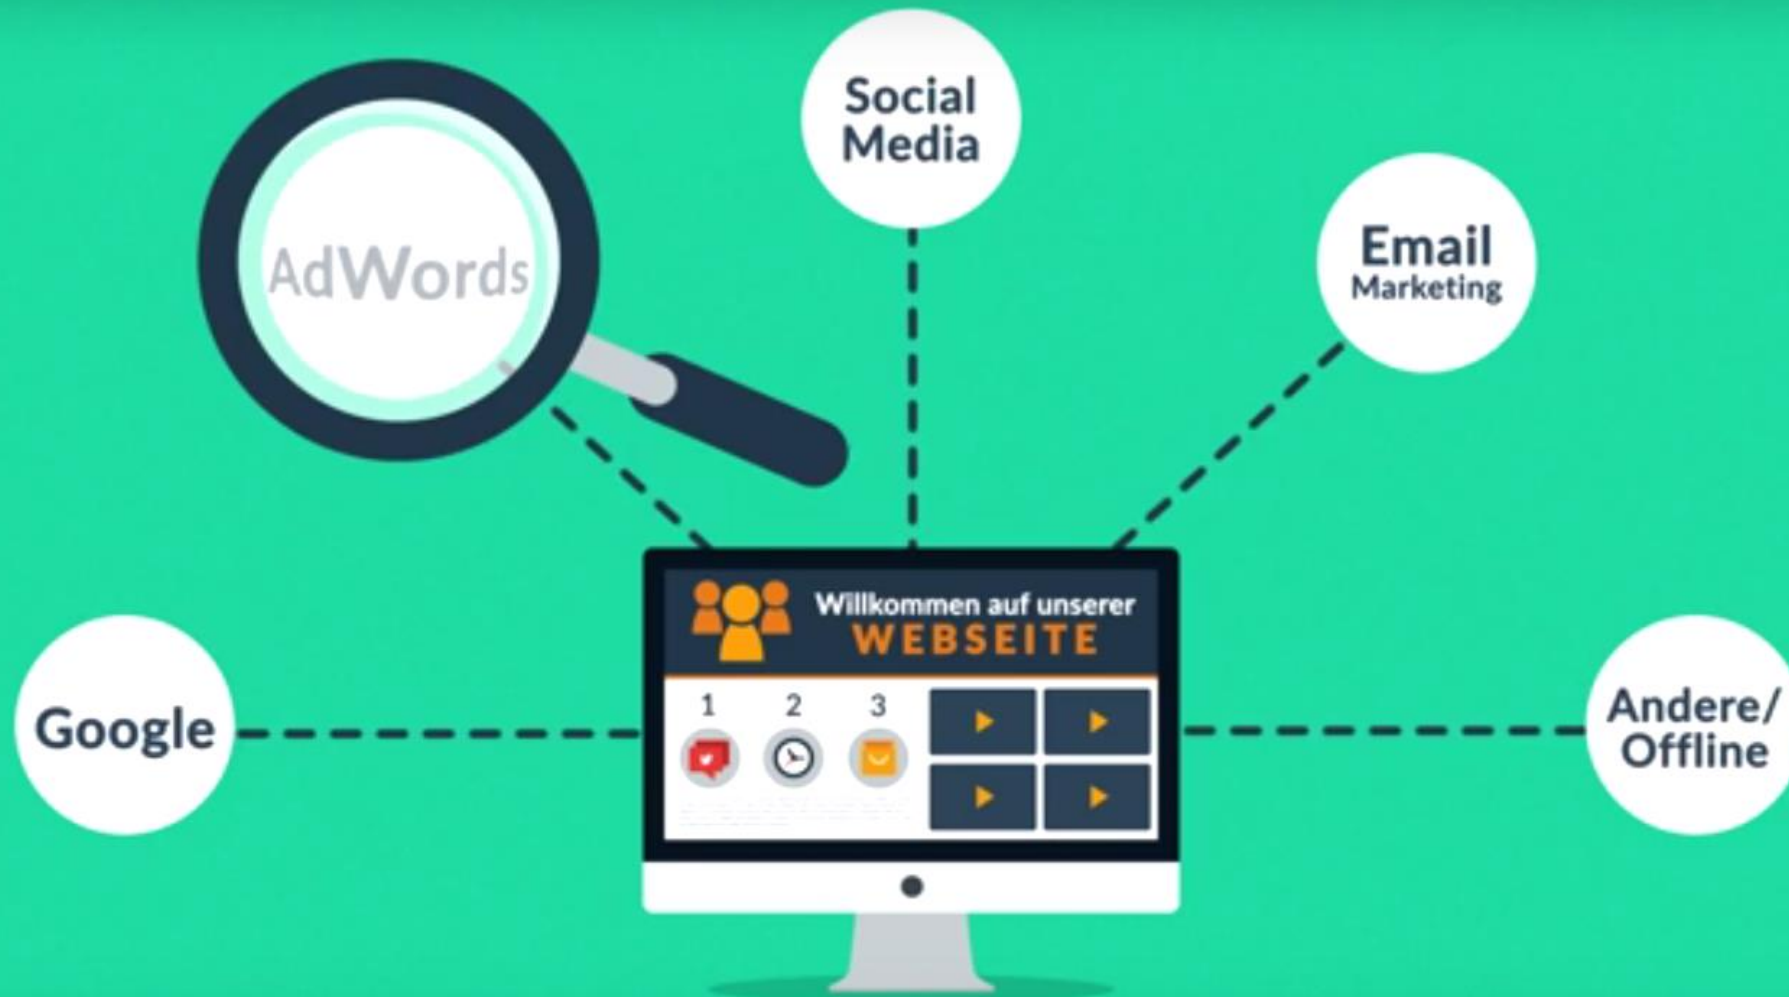 Social
Media
AdWords
Email
Marketing
Willkommen auf unserer
WEBSEITE
1 2 3
Google
Andere/
Offline